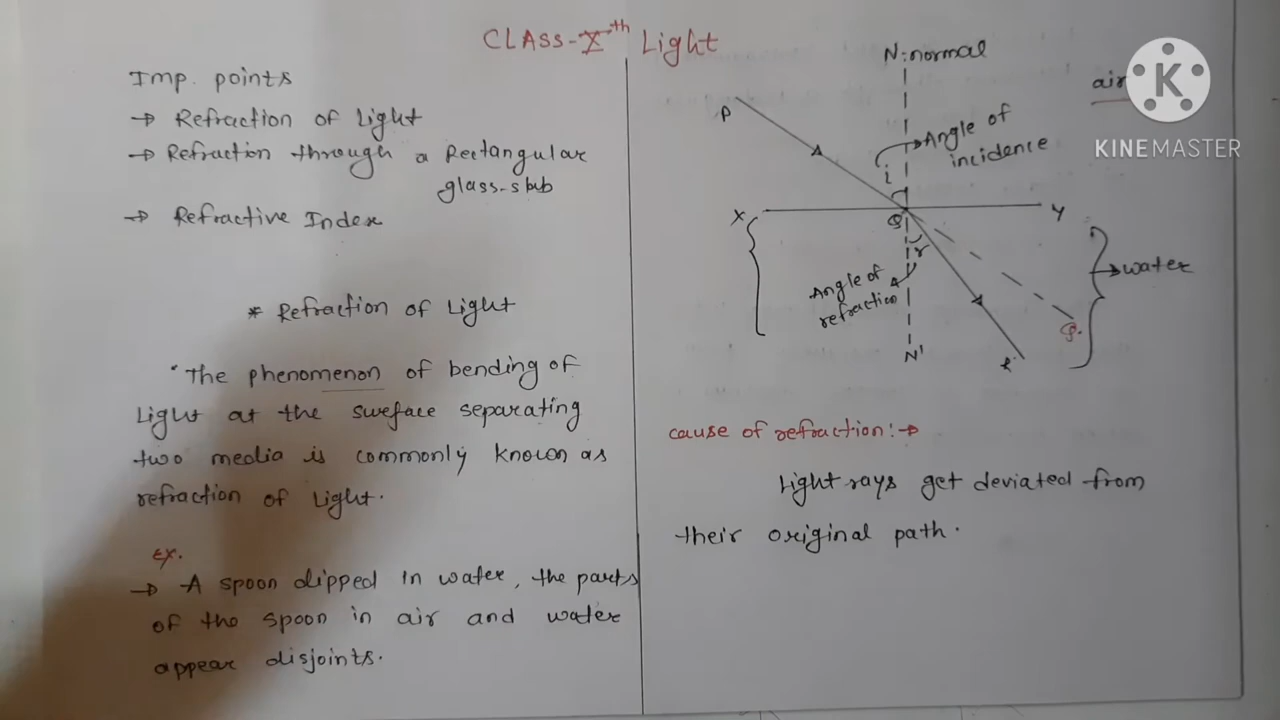 CLASS-Xth Light
Imp. points
→ Refraction of Light
→ Refraction through a Rectangular
glass-slab
→ Refractive Index
* Refraction of Light
• The phenomenon of bending of
Light at the sweface separating
two media is commonly known as
refraction of Light.
Ex.
→ A spoon dipped in water, the parts
of the spoon in air and water
appear disjoints.
N:normal
air
K
KINEMASTER
P
→Angle of
incidence
i
X
Y
Q
r
→water
Angle of
refraction
N'
cause of refraction:→
Light rays get deviated from
their original path.